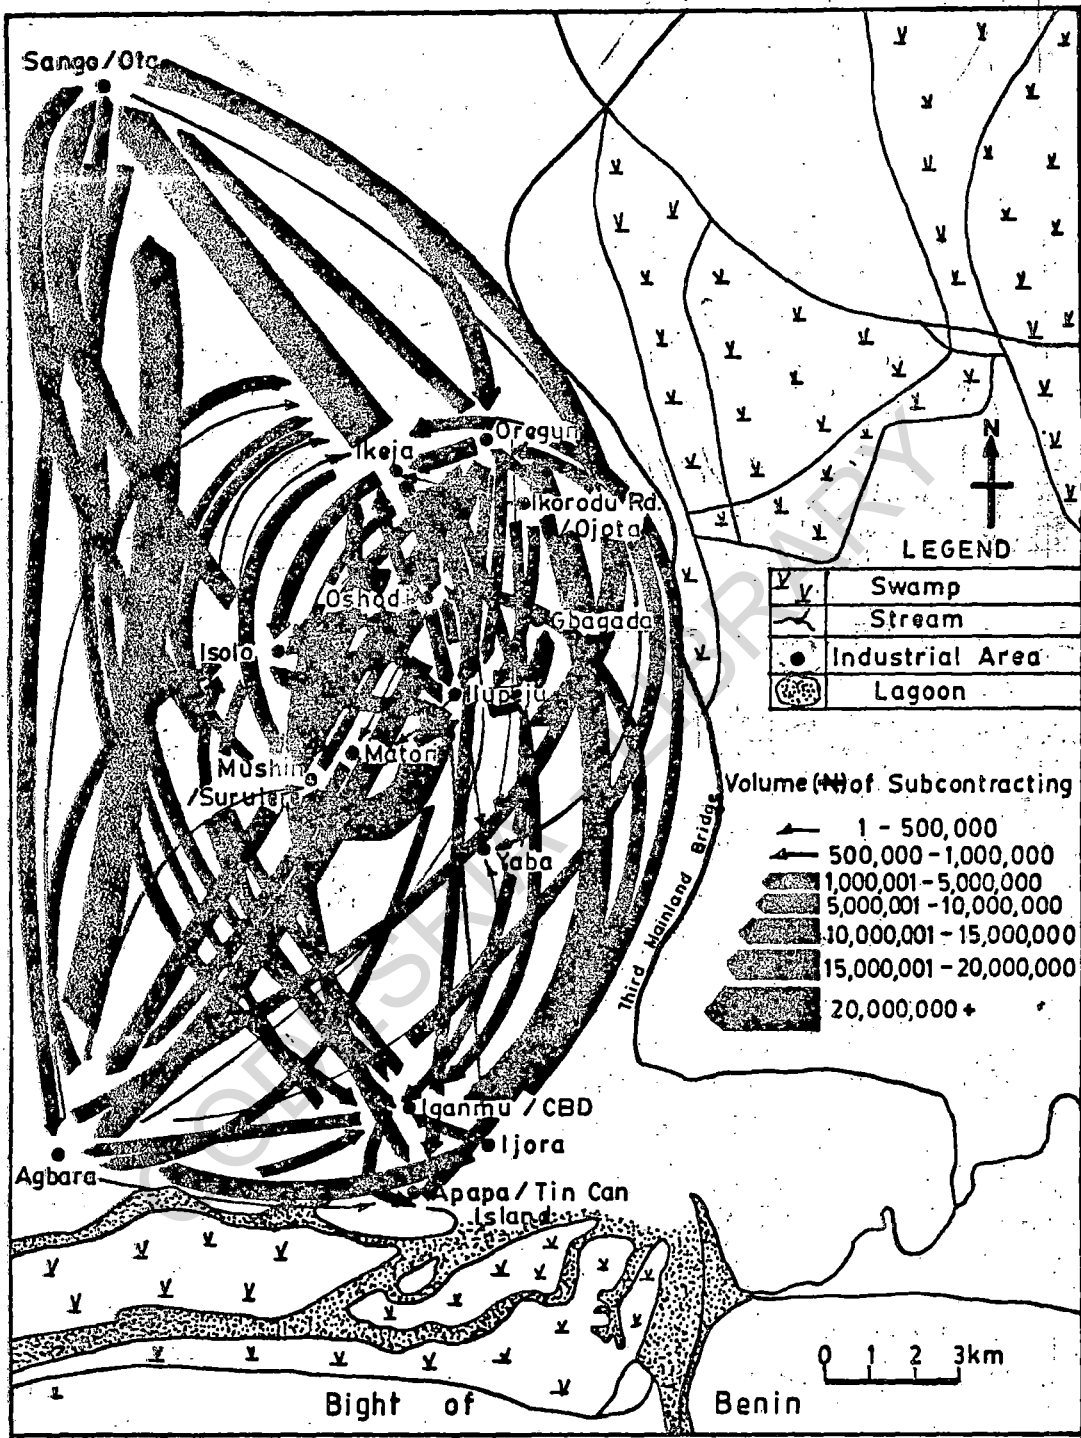 Sango/Ota
Oregun
Ikeja
Ikorodu Rd.
/Ojota
N
LEGEND
Swamp
Stream
Industrial Area
Lagoon
Oshodi
Gbagada
Isolo
Ilupeju
Matori
Mushin
/Surulere
Yaba
Volume (₦) of Subcontracting
1 - 500,000
500,000 - 1,000,000
1,000,001 - 5,000,000
5,000,001 - 10,000,000
10,000,001 - 15,000,000
15,000,001 - 20,000,000
20,000,000 +
Third Mainland Bridge
Iganmu / CBD
Ijora
Agbara
Apapa / Tin Can
Island
0 1 2 3km
Bight of Benin
CODESRIA - LIBRARY